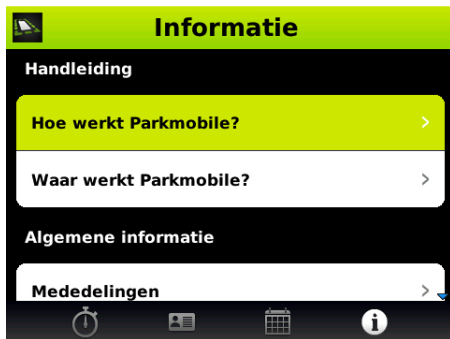 Informatie
Handleiding
Hoe werkt Parkmobile?
Waar werkt Parkmobile?
Algemene informatie
Mededelingen